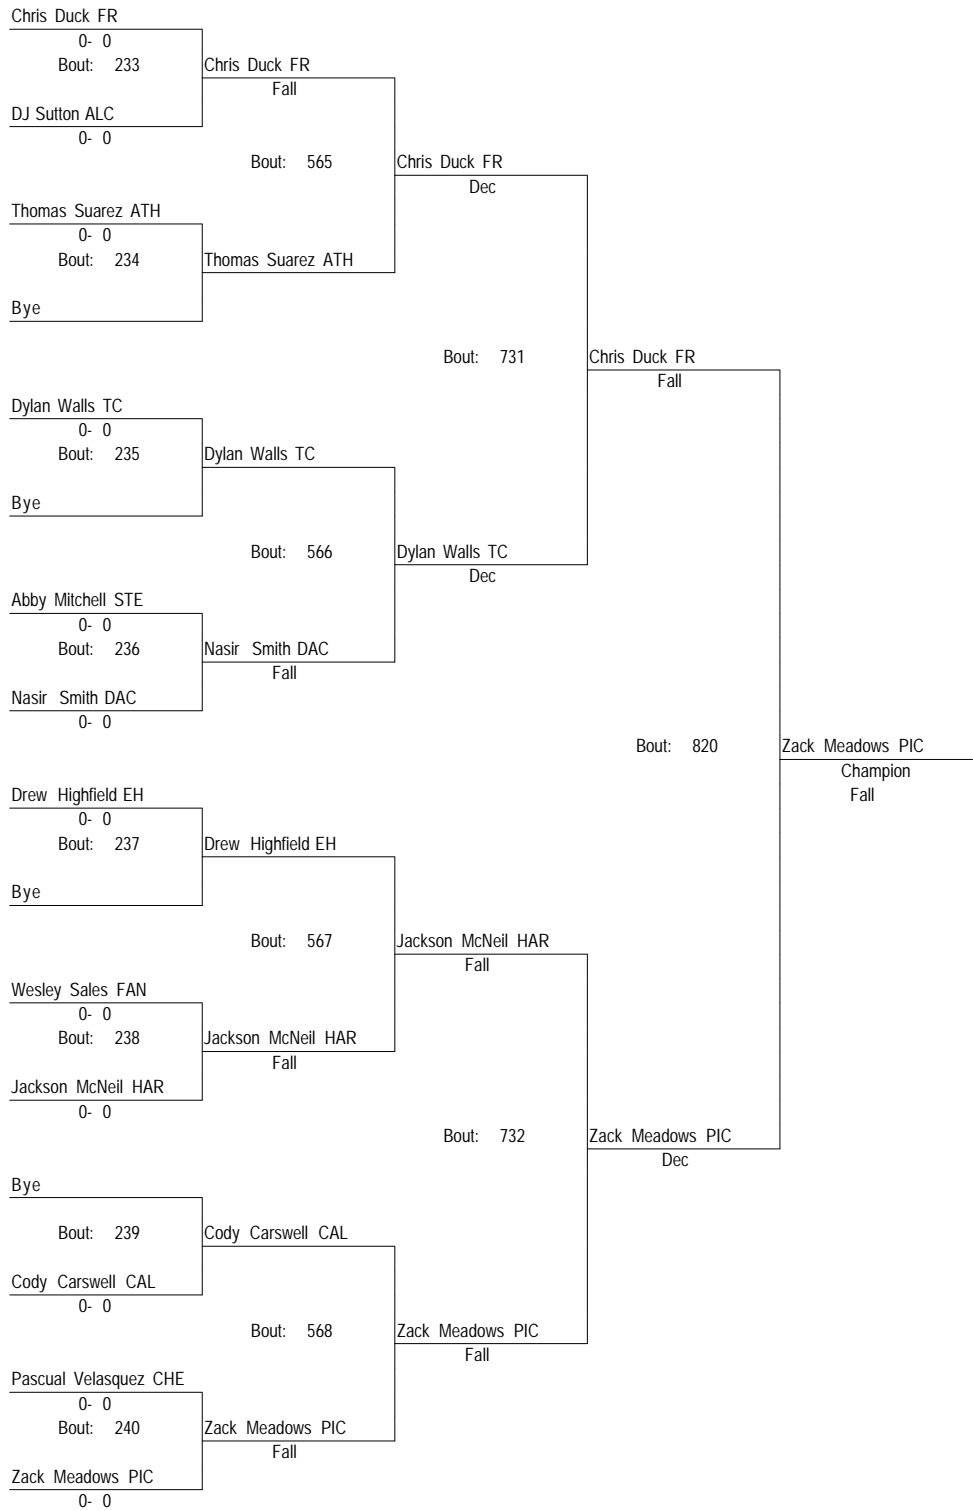 Chris Duck FR
0- 0
Bout: 233
Chris Duck FR
Fall
DJ Sutton ALC
0- 0
Bout: 565
Chris Duck FR
Dec
Thomas Suarez ATH
0- 0
Bout: 234
Thomas Suarez ATH
Bye
Bout: 731
Chris Duck FR
Fall
Dylan Walls TC
0- 0
Bout: 235
Dylan Walls TC
Bye
Bout: 566
Dylan Walls TC
Dec
Abby Mitchell STE
0- 0
Bout: 236
Nasir Smith DAC
Fall
Nasir Smith DAC
0- 0
Bout: 820
Zack Meadows PIC
Champion
Fall
Drew Highfield EH
0- 0
Bout: 237
Drew Highfield EH
Bye
Bout: 567
Jackson McNeil HAR
Fall
Wesley Sales FAN
0- 0
Bout: 238
Jackson McNeil HAR
Fall
Jackson McNeil HAR
0- 0
Bout: 732
Zack Meadows PIC
Dec
Bye
Bout: 239
Cody Carswell CAL
Cody Carswell CAL
0- 0
Bout: 568
Zack Meadows PIC
Fall
Pascual Velasquez CHE
0- 0
Bout: 240
Zack Meadows PIC
Fall
Zack Meadows PIC
0- 0